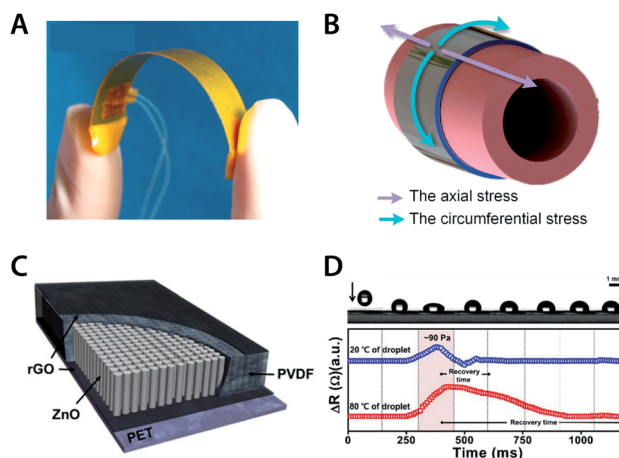 A
B
The axial stress
The circumferential stress
C
rGO
ZnO
PVDF
PET
D
1 mm
~90 Pa
20 ℃ of droplet
Recovery
time
80 ℃ of droplet
Recovery time
ΔR (Ω)(a.u.)
0 250 500 750 1000
Time (ms)